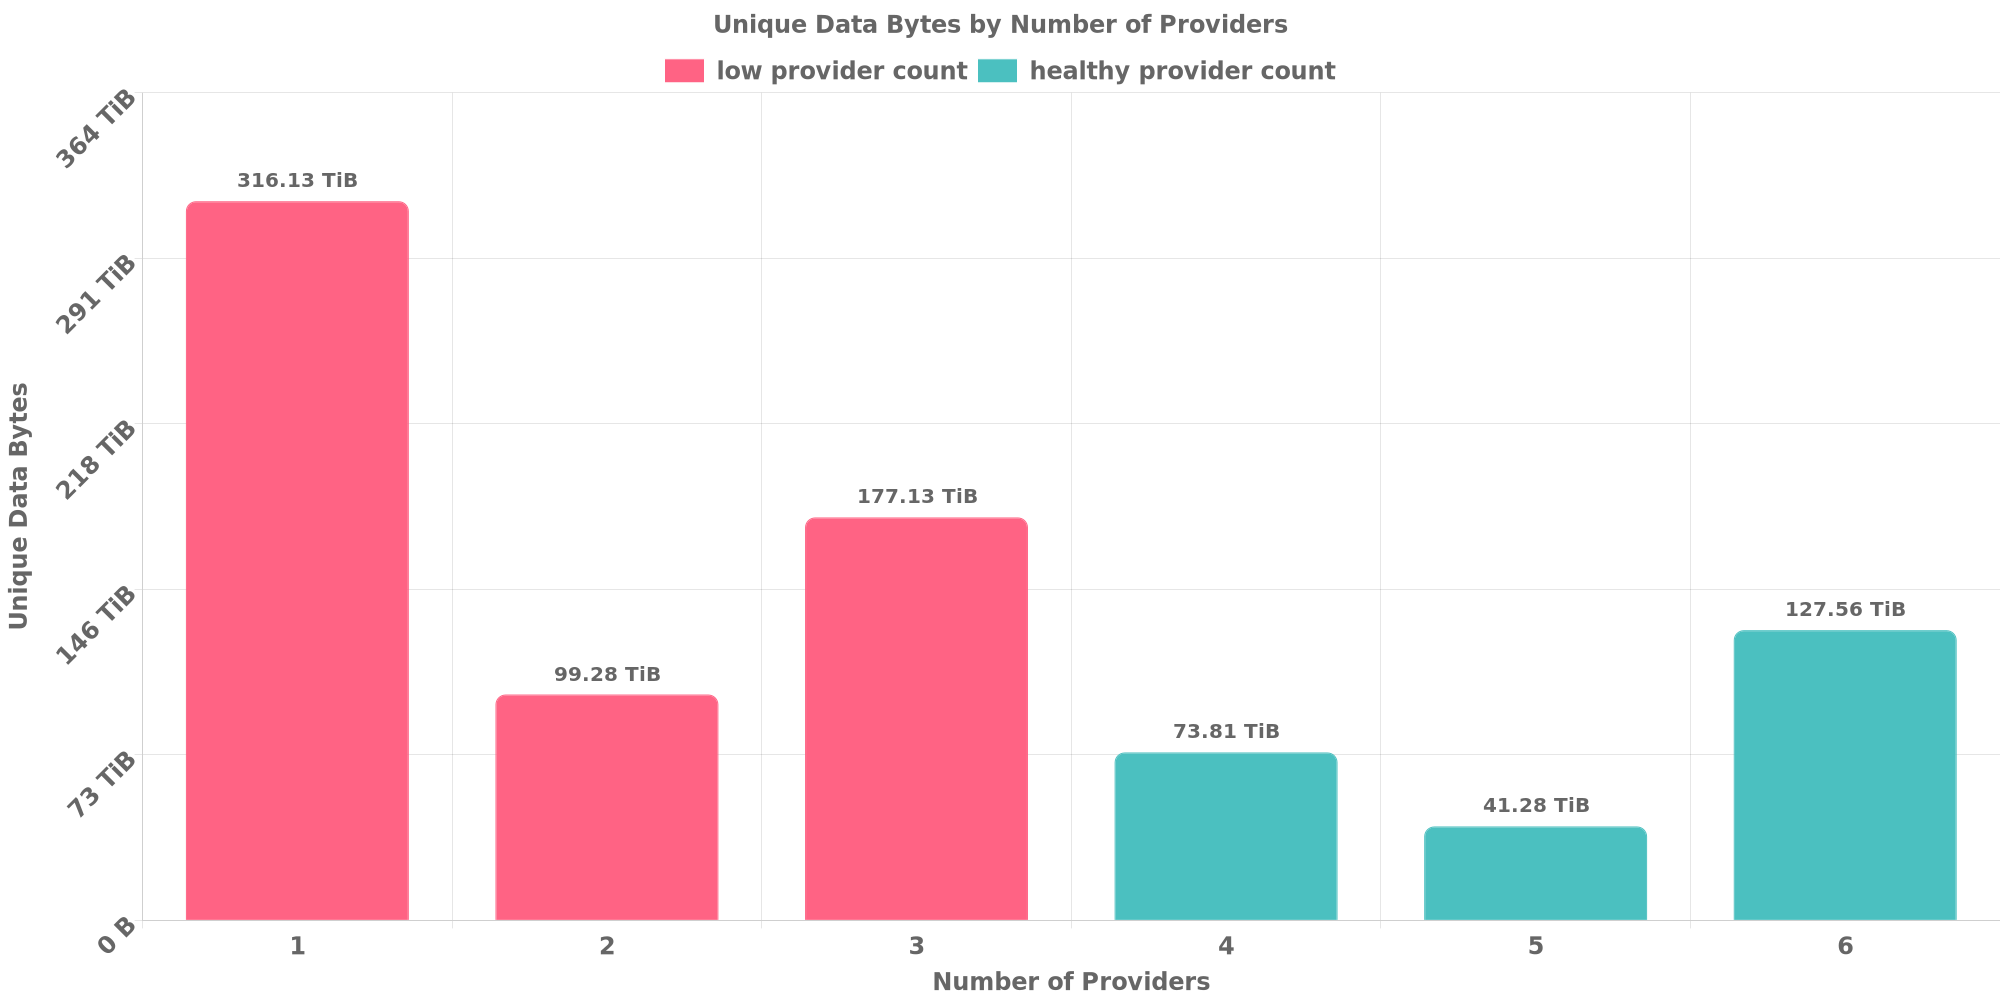 Unique Data Bytes by Number of Providers
low provider count healthy provider count
364 TiB
291 TiB
218 TiB
146 TiB
73 TiB
0 B
Unique Data Bytes
316.13 TiB
99.28 TiB
177.13 TiB
73.81 TiB
41.28 TiB
127.56 TiB
1 2 3 4 5 6
Number of Providers